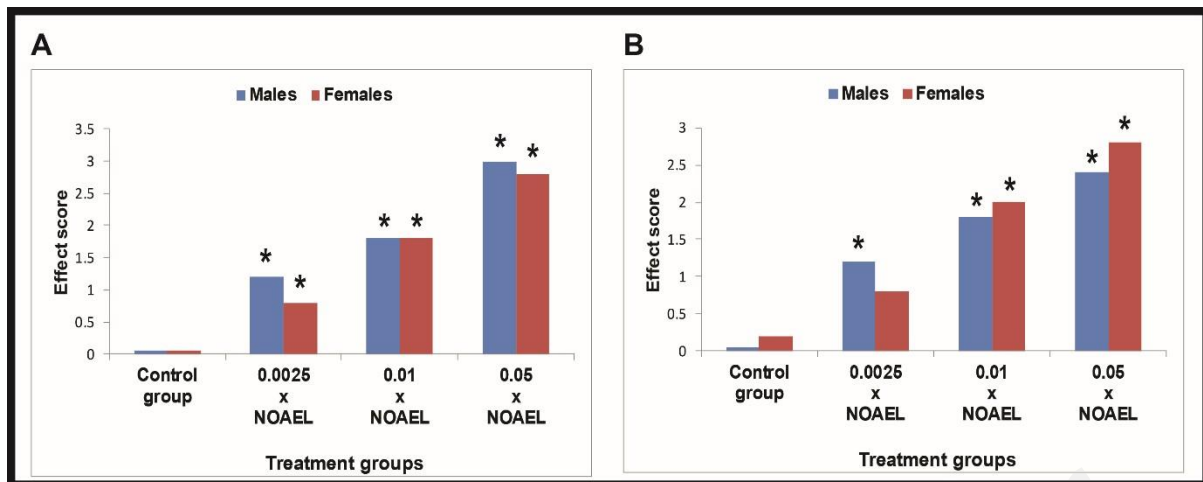 A
Males Females
Effect score
3.5
3
2.5
2
1.5
1
0.5
0
* * * * * *
Control group
0.0025 x NOAEL
0.01 x NOAEL
0.05 x NOAEL
Treatment groups
B
Males Females
Effect score
3
2.5
2
1.5
1
0.5
0
* * * * *
Control group
0.0025 x NOAEL
0.01 x NOAEL
0.05 x NOAEL
Treatment groups